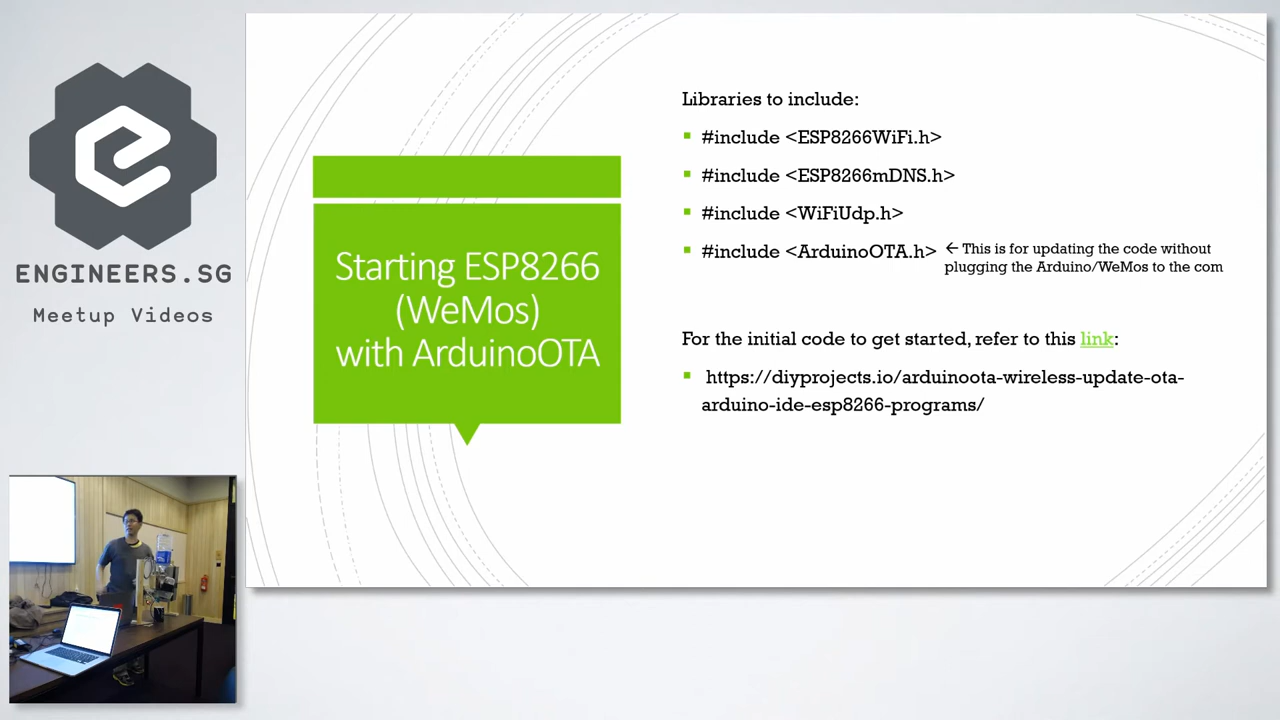 ENGINEERS.SG
Meetup Videos
Starting ESP8266
(WeMos)
with ArduinoOTA
Libraries to include:
#include <ESP8266WiFi.h>
#include <ESP8266mDNS.h>
#include <WiFiUdp.h>
#include <ArduinoOTA.h>
← This is for updating the code without
plugging the Arduino/WeMos to the com
For the initial code to get started, refer to this link:
https://diyprojects.io/arduinoota-wireless-update-ota-
arduino-ide-esp8266-programs/